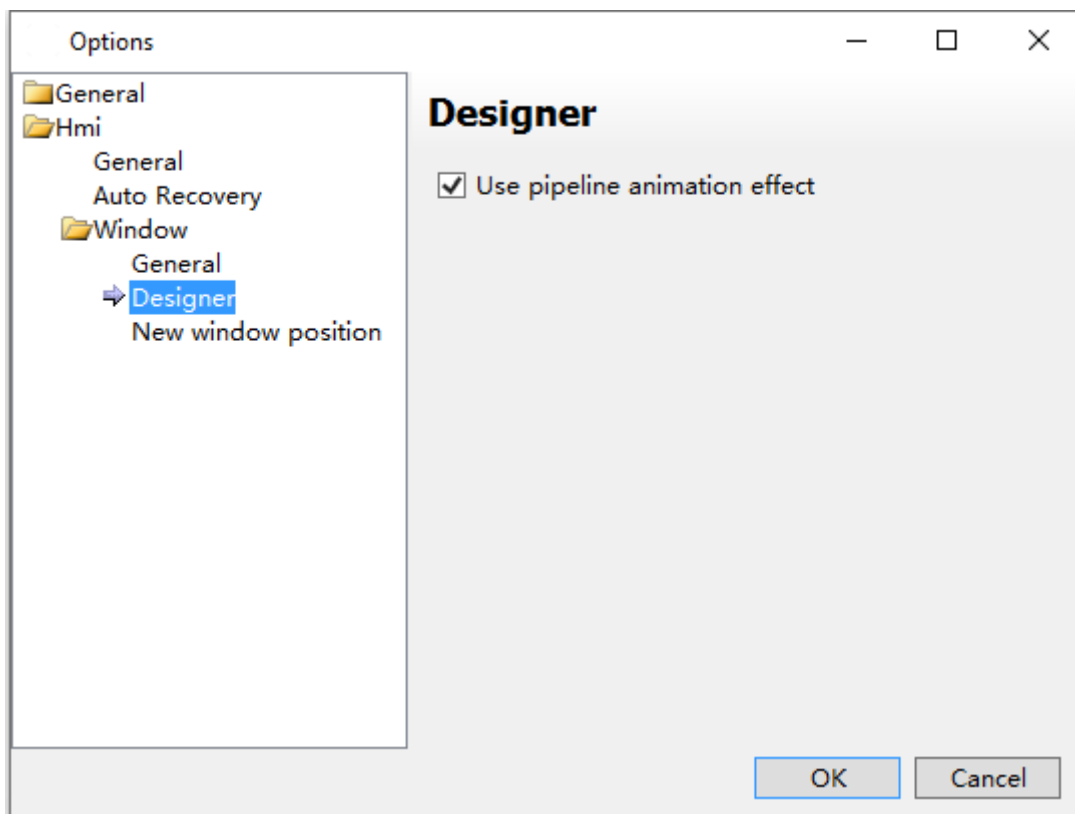 Options
General
Hmi
General
Auto Recovery
Window
General
Designer
New window position
Designer
Use pipeline animation effect
OK
Cancel